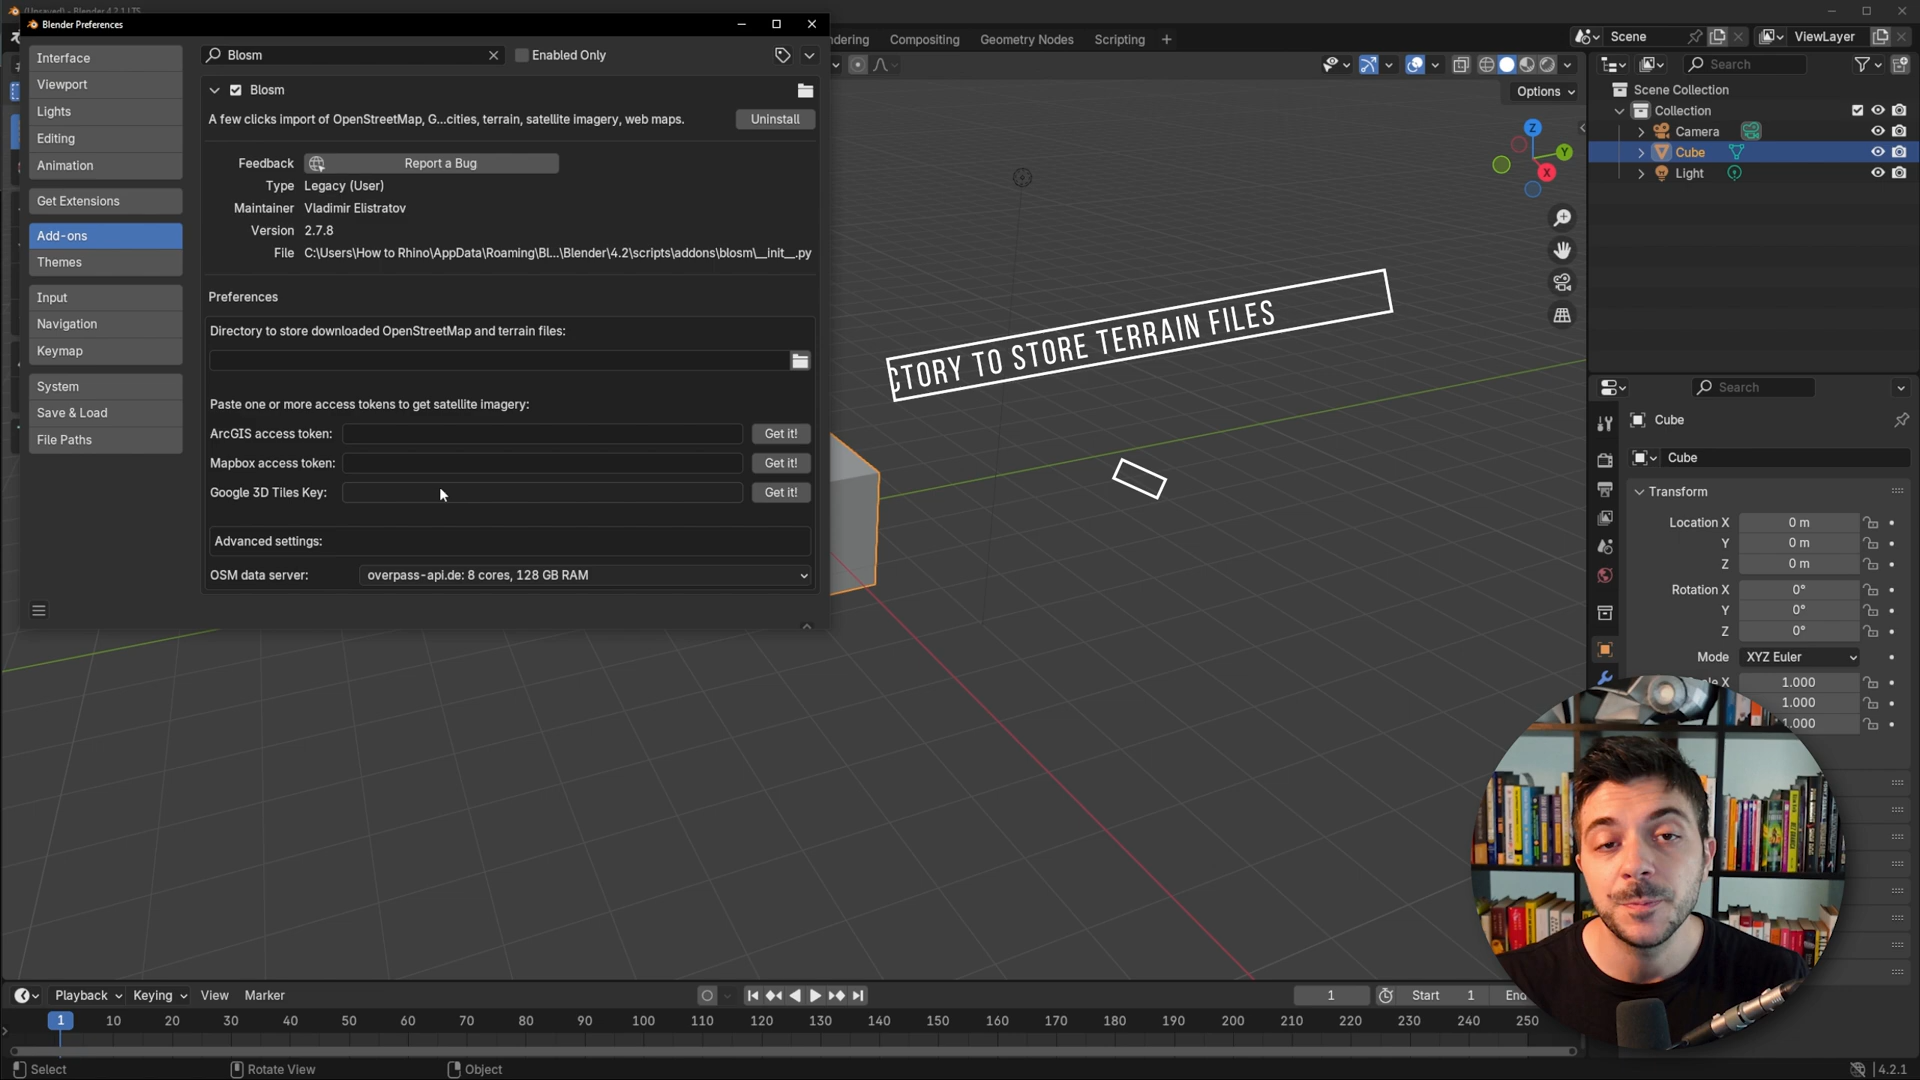 Blender Preferences
Interface
Viewport
Lights
Editing
Animation
Get Extensions
Add-ons
Themes
Input
Navigation
Keymap
System
Save & Load
File Paths
Blosm
Enabled Only
Blosm
A few clicks import of OpenStreetMap, G...cities, terrain, satellite imagery, web maps.
Uninstall
Feedback Report a Bug
Type Legacy (User)
Maintainer Vladimir Elistratov
Version 2.7.8
File C:\Users\How to Rhino\AppData\Roaming\Bl...\Blender\4.2\scripts\addons\blosm\__init__.py
Preferences
Directory to store downloaded OpenStreetMap and terrain files:
Paste one or more access tokens to get satellite imagery:
ArcGIS access token: Get it!
Mapbox access token: Get it!
Google 3D Tiles Key: Get it!
Advanced settings:
OSM data server: overpass-api.de: 8 cores, 128 GB RAM
dering Compositing Geometry Nodes Scripting +
Scene
ViewLayer
Options
Z
Y
X
CTORY TO STORE TERRAIN FILES
Search
Scene Collection
Collection
Camera
Cube
Light
Search
Cube
Cube
Transform
Location X 0 m
Y 0 m
Z 0 m
Rotation X 0°
Y 0°
Z 0°
Mode XYZ Euler
le X 1.000
1.000
1.000
Playback Keying View Marker
1 Start 1 End
1 10 20 30 40 50 60 70 80 90 100 110 120 130 140 150 160 170 180 190 200 210 220 230 240 250
Select Rotate View Object
4.2.1